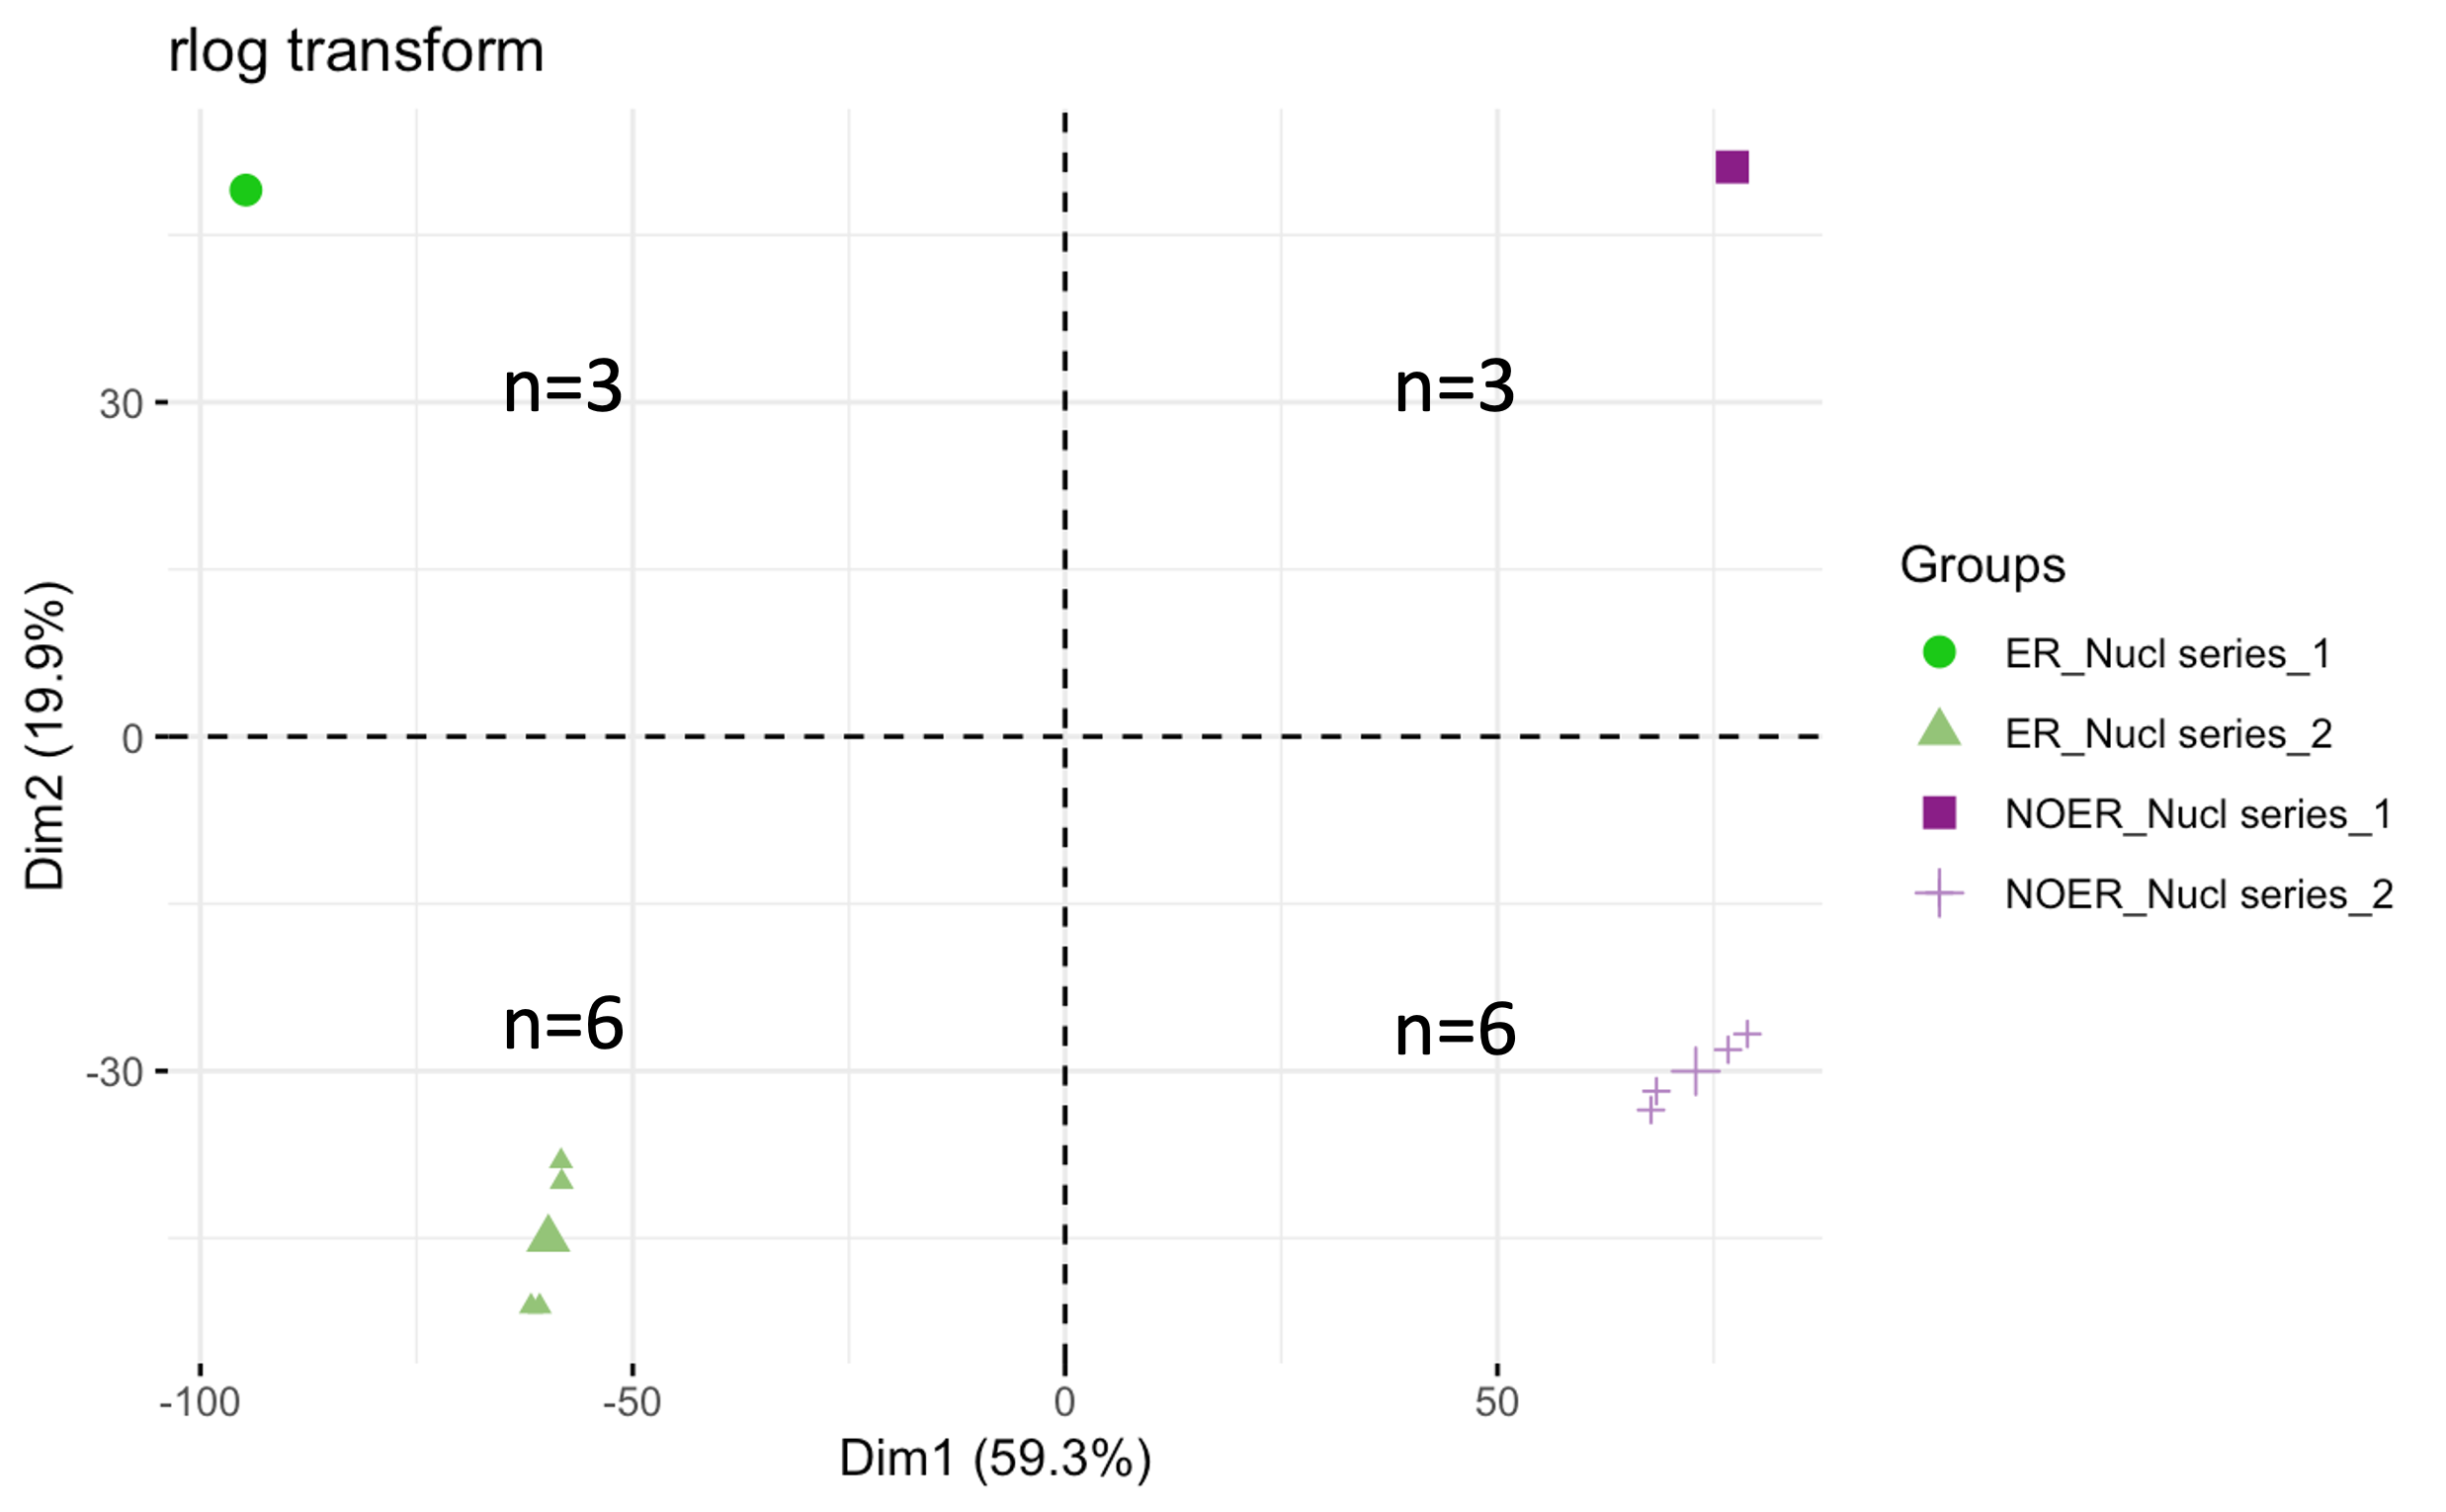 rlog transform
n=3
n=3
30
0
n=6
n=6
-30
-100
-50
0
50
Dim1 (59.3%)
Dim2 (19.9%)
Groups
ER_Nucl series_1
ER_Nucl series_2
NOER_Nucl series_1
NOER_Nucl series_2